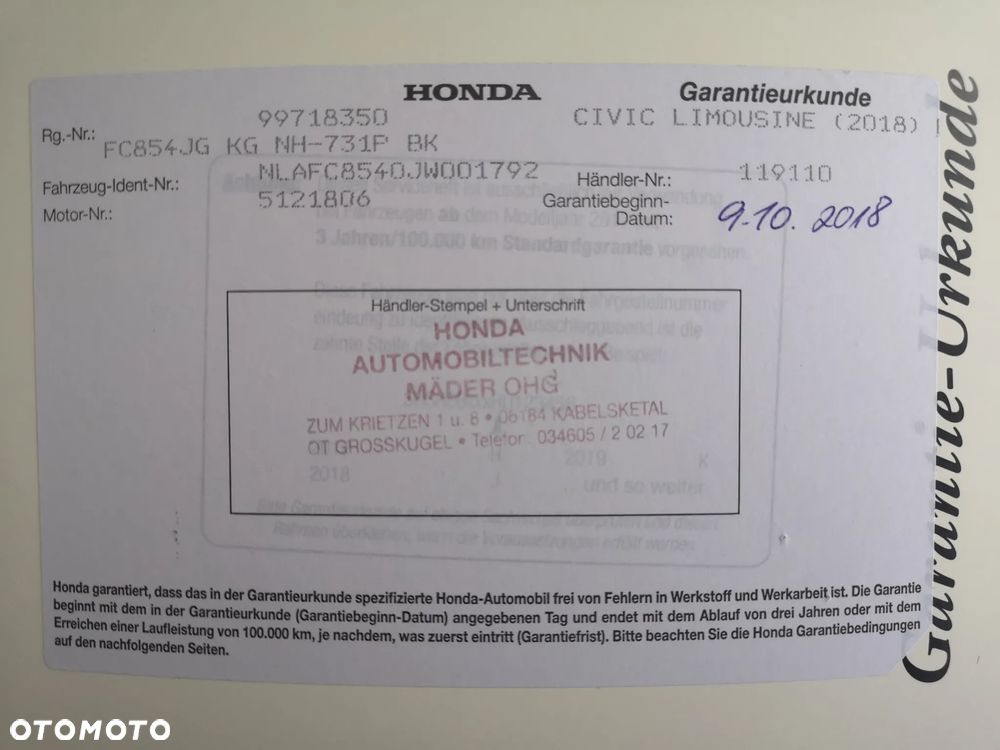 HONDA Garantieurkunde
Rg.-Nr.: 99718350 CIVIC LIMOUSINE (2018)
FC854JG KG NH-731P BK
Fahrzeug-Ident-Nr.: NLAFC8540JW001792 Händler-Nr.: 119110
Motor-Nr.: 5121806 Garantiebeginn-
Datum: 9.10.2018
3 Jahren/100.000 km Standardgarantie vorgesehen.
Händler-Stempel + Unterschrift
HONDA
AUTOMOBILTECHNIK
MÄDER OHG
ZUM KRIETZEN 1 u. 8 • 06184 KABELSKETAL
OT GROSSKUGEL • Telefon 034605 / 2 02 17
2018 2019 K
und so weiter
Honda garantiert, dass das in der Garantieurkunde spezifizierte Honda-Automobil frei von Fehlern in Werkstoff und Werkarbeit ist. Die Garantie
beginnt mit dem in der Garantieurkunde (Garantiebeginn-Datum) angegebenen Tag und endet mit dem Ablauf von drei Jahren oder mit dem
Erreichen einer Laufleistung von 100.000 km, je nachdem, was zuerst eintritt (Garantiefrist). Bitte beachten Sie die Honda Garantiebedingungen
auf den nachfolgenden Seiten.
Garantie-Urkunde
OTOMOTO